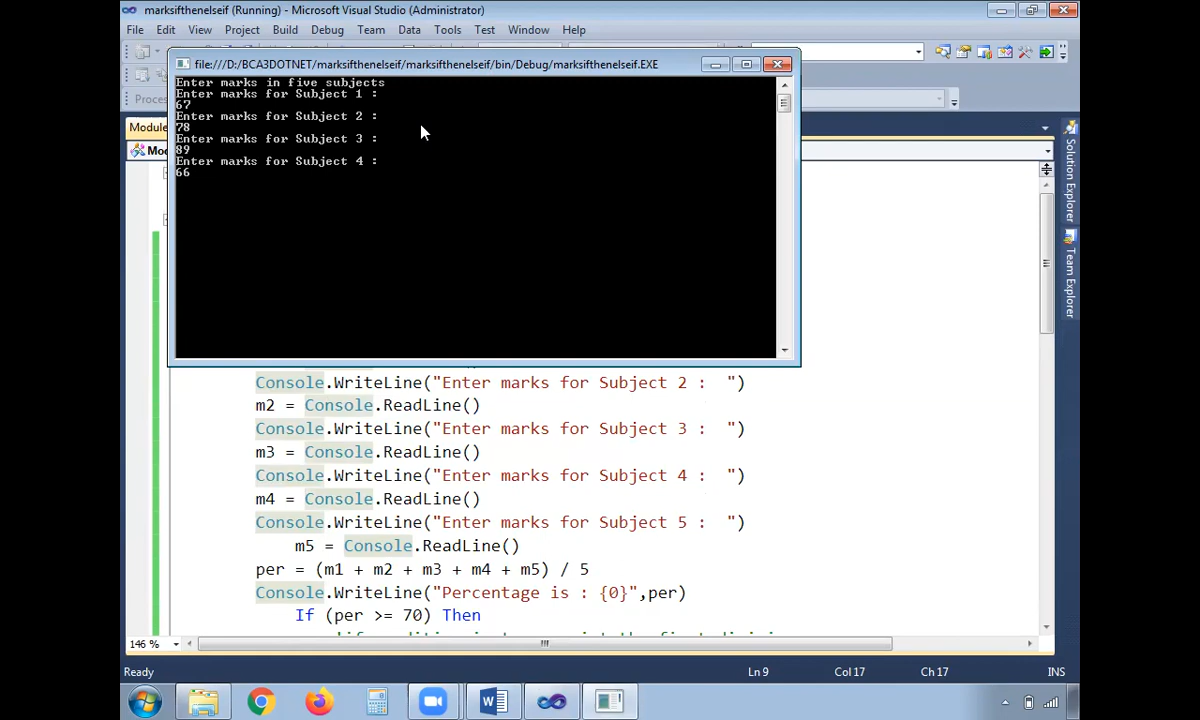 marksifthenelseif (Running) - Microsoft Visual Studio (Administrator)
File Edit View Project Build Debug Team Data Tools Test Window Help
file:///D:/BCA3DOTNET/marksifthenelseif/marksifthenelseif/bin/Debug/marksifthenelseif.EXE
Enter marks in five subjects
Enter marks for Subject 1 :
67
Enter marks for Subject 2 :
78
Enter marks for Subject 3 :
89
Enter marks for Subject 4 :
66
Proces
Module
Mod
Solution Explorer
Team Explorer
Console.WriteLine("Enter marks for Subject 2 :  ")
m2 = Console.ReadLine()
Console.WriteLine("Enter marks for Subject 3 :  ")
m3 = Console.ReadLine()
Console.WriteLine("Enter marks for Subject 4 :  ")
m4 = Console.ReadLine()
Console.WriteLine("Enter marks for Subject 5 :  ")
m5 = Console.ReadLine()
per = (m1 + m2 + m3 + m4 + m5) / 5
Console.WriteLine("Percentage is : {0}",per)
If (per >= 70) Then
146 %
Ready Ln 9 Col 17 Ch 17 INS